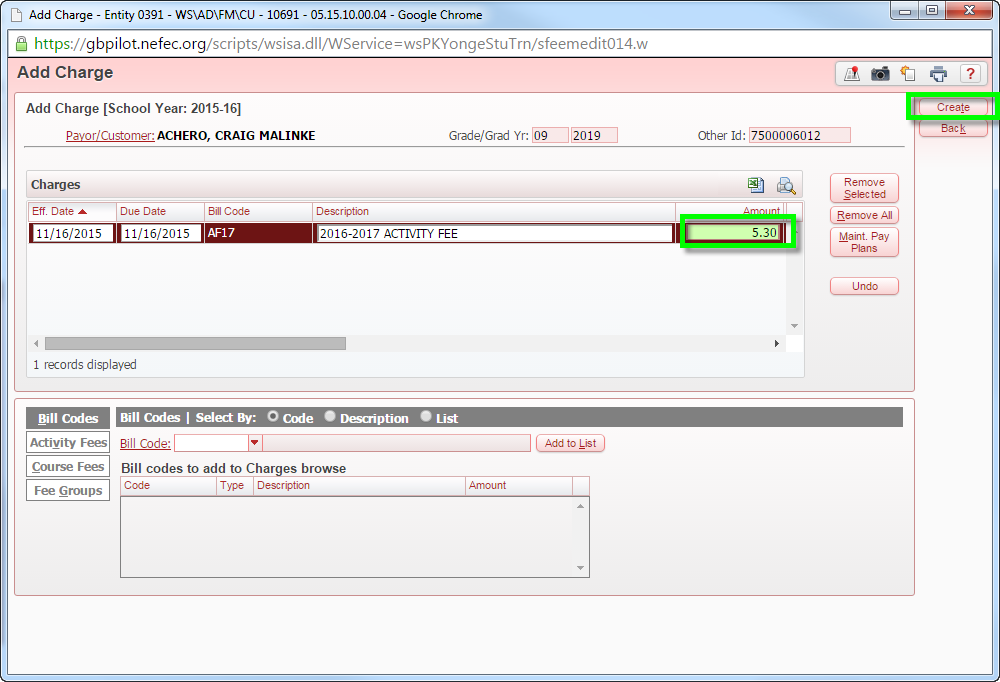 Add Charge - Entity 0391 - WS\AD\FM\CU - 10691 - 05.15.10.00.04 - Google Chrome
https://gbpilot.nefec.org/scripts/wsisa.dll/WService=wsPKYongeStuTrn/sfeemedit014.w
Add Charge
?
Add Charge [School Year: 2015-16]
Create
Back
Payor/Customer: ACHERO, CRAIG MALINKE Grade/Grad Yr: 09 2019 Other Id: 7500006012
Charges
Eff. Date Due Date Bill Code Description Amount
11/16/2015 11/16/2015 AF17 2016-2017 ACTIVITY FEE 5.30
1 records displayed
Remove Selected
Remove All
Maint. Pay Plans
Undo
Bill Codes
Activity Fees
Course Fees
Fee Groups
Bill Codes | Select By: Code Description List
Bill Code: Add to List
Bill codes to add to Charges browse
Code Type Description Amount